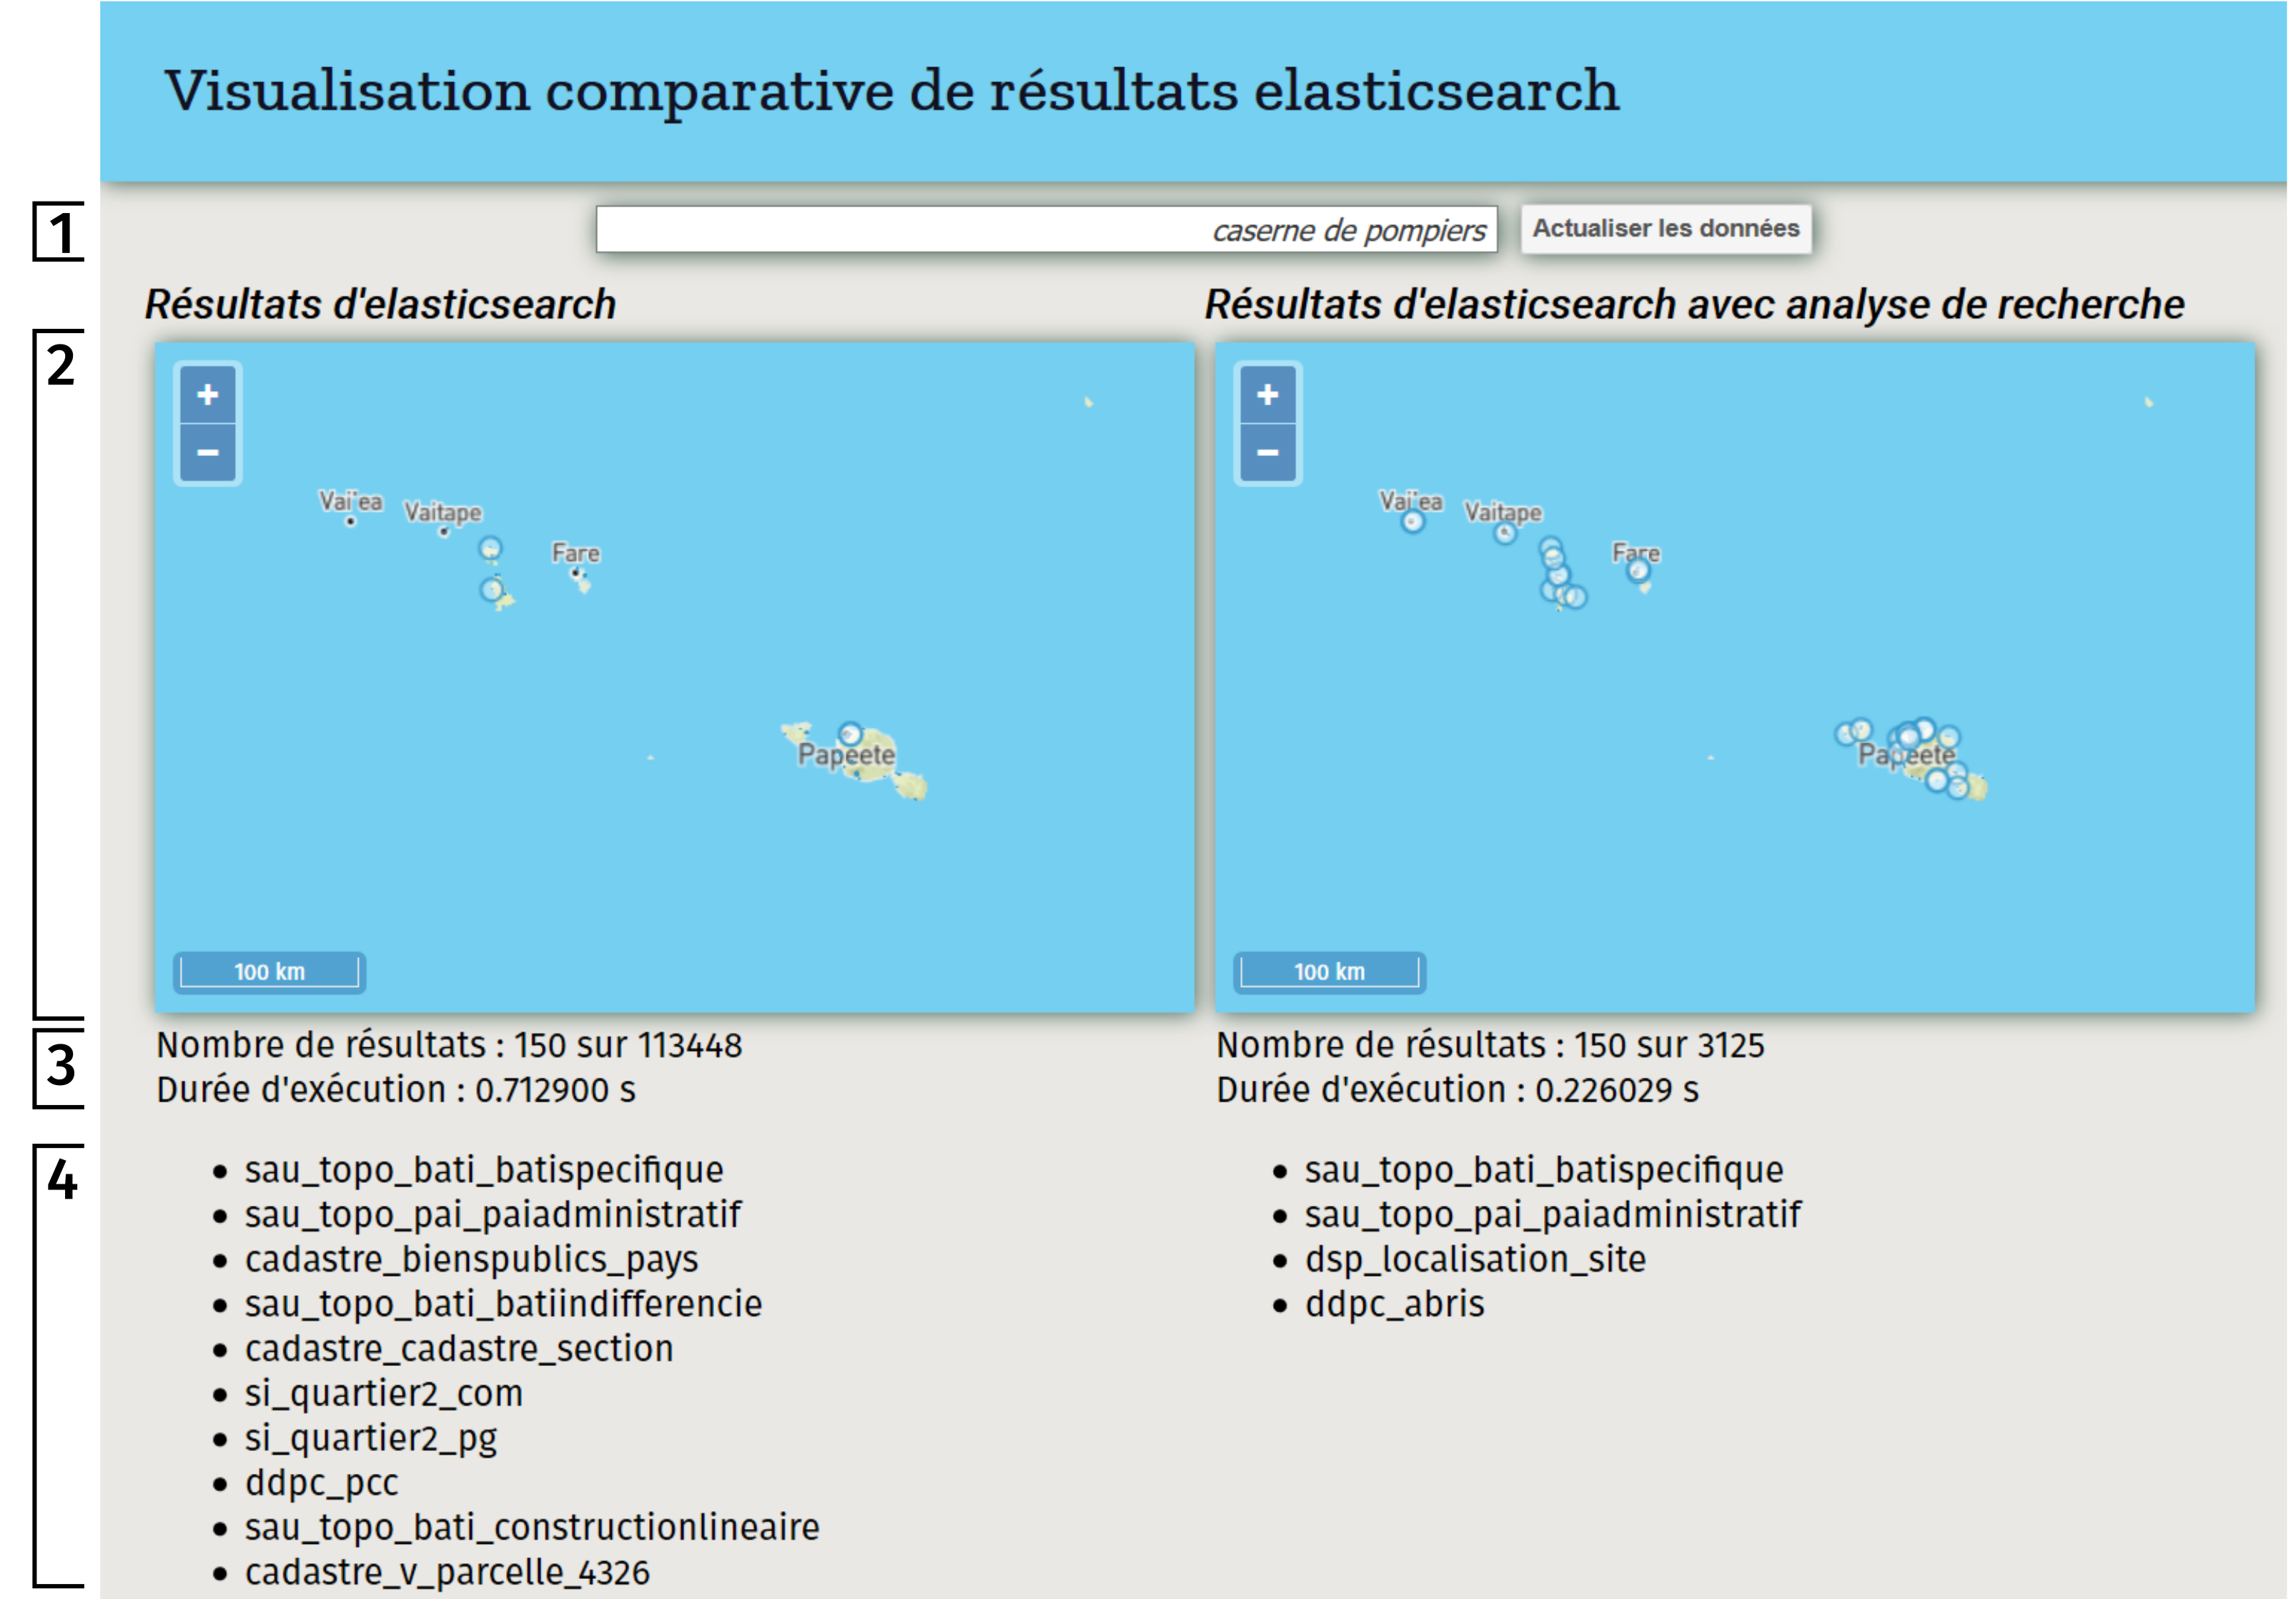 Visualisation comparative de résultats elasticsearch
1
caserne de pompiers
Actualiser les données
Résultats d'elasticsearch
Résultats d'elasticsearch avec analyse de recherche
2
+
−
Vai'ea
Vaitape
Fare
Papeete
100 km
+
−
Vai'ea
Vaitape
Fare
Papeete
100 km
3
Nombre de résultats : 150 sur 113448
Durée d'exécution : 0.712900 s
Nombre de résultats : 150 sur 3125
Durée d'exécution : 0.226029 s
4
• sau_topo_bati_batispecifique
• sau_topo_pai_paiadministratif
• cadastre_bienspublics_pays
• sau_topo_bati_batiindifferencie
• cadastre_cadastre_section
• si_quartier2_com
• si_quartier2_pg
• ddpc_pcc
• sau_topo_bati_constructionlineaire
• cadastre_v_parcelle_4326
• sau_topo_bati_batispecifique
• sau_topo_pai_paiadministratif
• dsp_localisation_site
• ddpc_abris